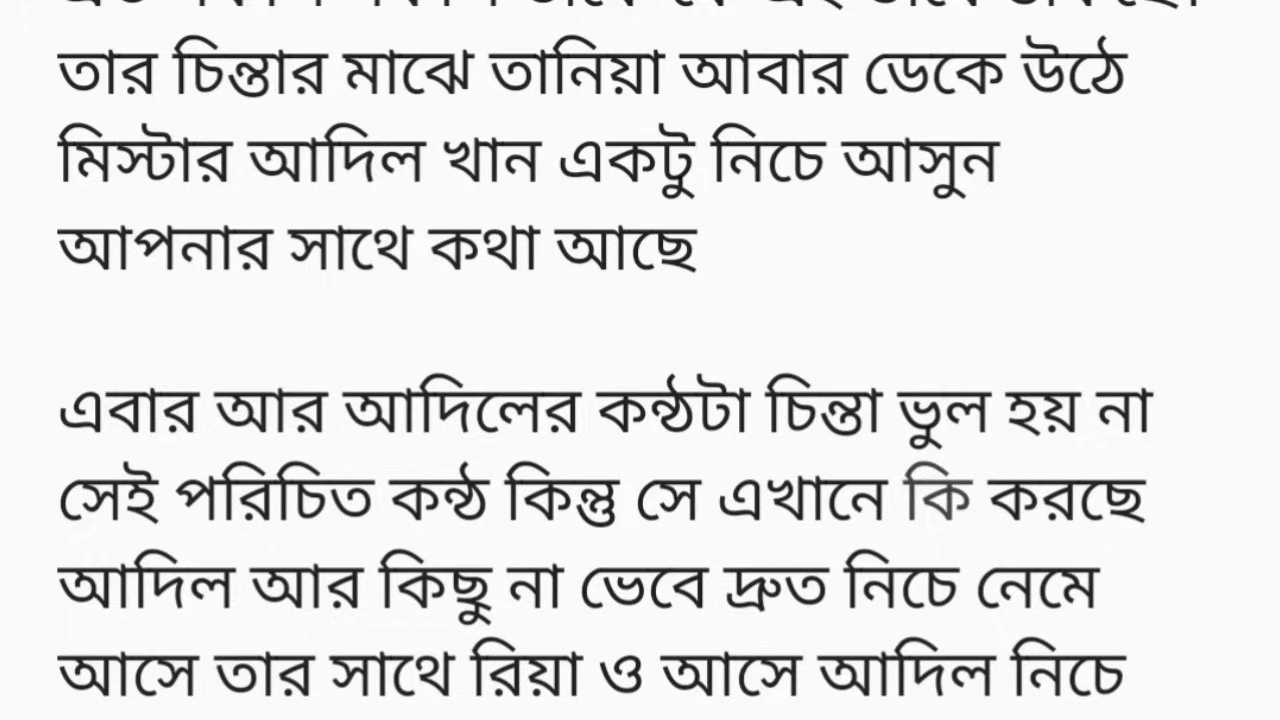 তার চিন্তার মাঝে তানিয়া আবার ডেকে উঠে
মিস্টার আদিল খান একটু নিচে আসুন
আপনার সাথে কথা আছে
এবার আর আদিলের কন্ঠটা চিন্তা ভুল হয় না
সেই পরিচিত কন্ঠ কিন্তু সে এখানে কি করছে
আদিল আর কিছু না ভেবে দ্রুত নিচে নেমে
আসে তার সাথে রিয়া ও আসে আদিল নিচে